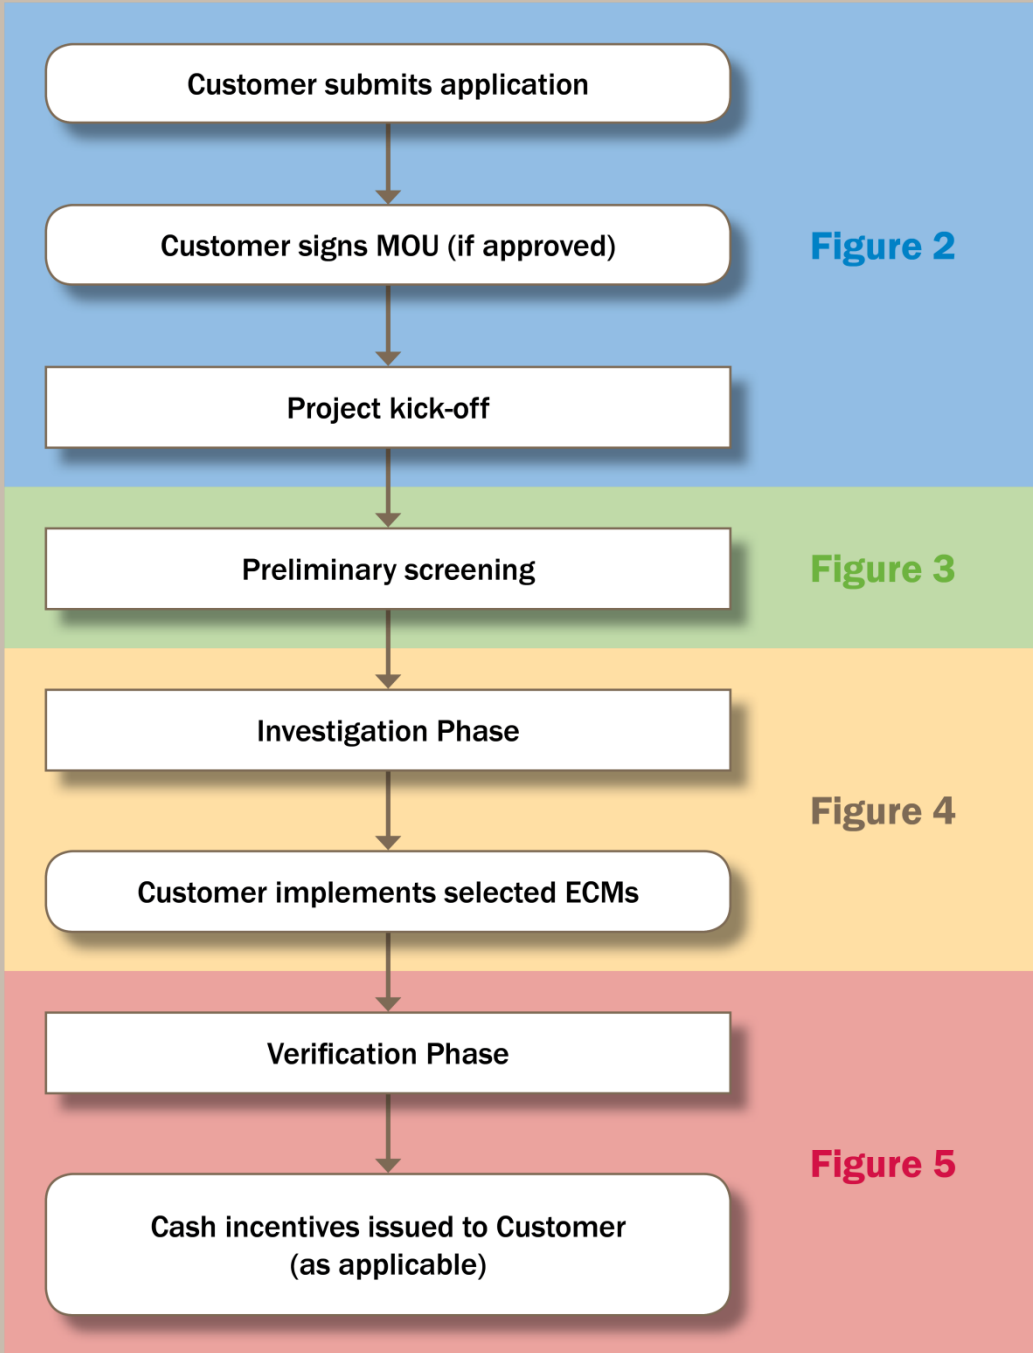 Customer submits application
Customer signs MOU (if approved)
Figure 2
Project kick-off
Preliminary screening
Figure 3
Investigation Phase
Figure 4
Customer implements selected ECMs
Verification Phase
Figure 5
Cash incentives issued to Customer
(as applicable)